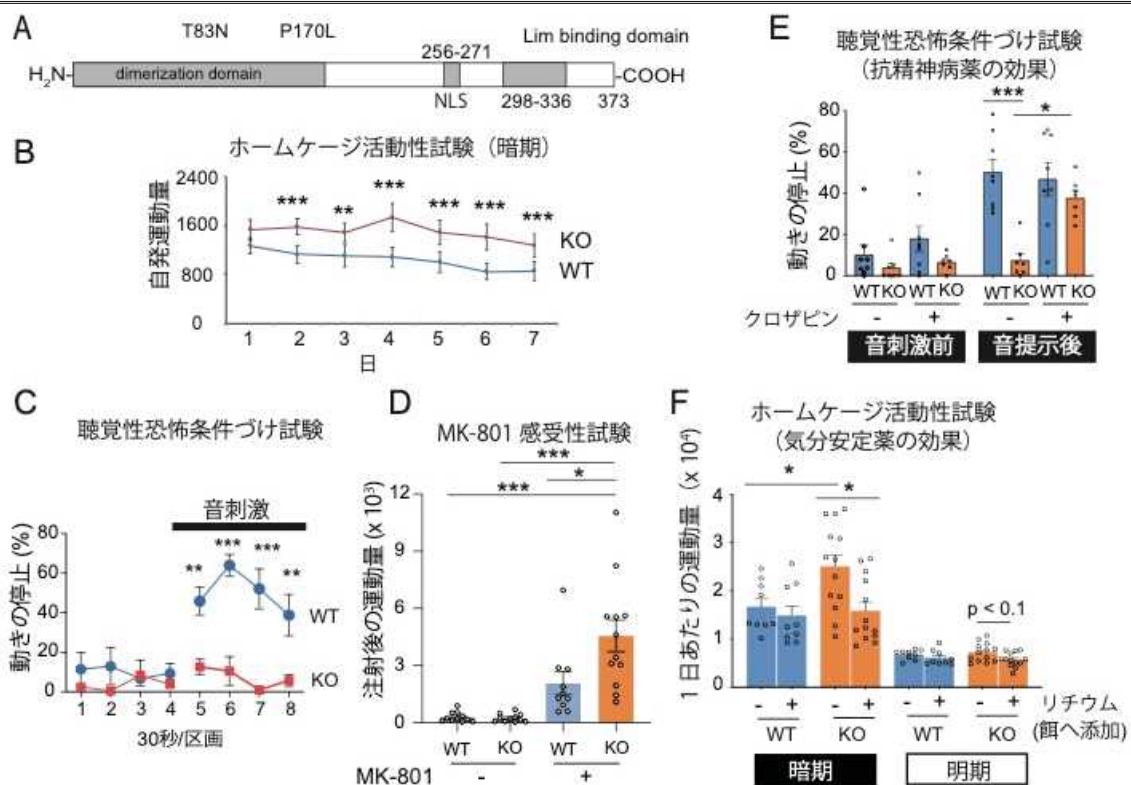 A
T83N P170L Lim binding domain
256-271
H₂N- dimerization domain -COOH
NLS 298-336 373
B
ホームケージ活動性試験（暗期）
自発運動量
2400
1600
800
0
*** ** *** *** *** ***
KO
WT
1 2 3 4 5 6 7
日
C
聴覚性恐怖条件づけ試験
音刺激
動きの停止 (%)
80
60
40
20
0
** *** *** **
WT
KO
1 2 3 4 5 6 7 8
30秒/区画
D
MK-801 感受性試験
***
*
***
注射後の運動量 (x 10³)
12
9
6
3
0
WT KO WT KO
MK-801 - +
E
聴覚性恐怖条件づけ試験
（抗精神病薬の効果）
*** *
動きの停止 (%)
80
60
40
20
0
WT KO WT KO WT KO WT KO
クロザピン - + - +
音刺激前 音提示後
F
ホームケージ活動性試験
（気分安定薬の効果）
1 日あたりの運動量 (x 10⁴)
* *
4
3
2
1
0
p < 0.1
- + - + - + - + リチウム
WT KO WT KO (餌へ添加)
暗期 明期